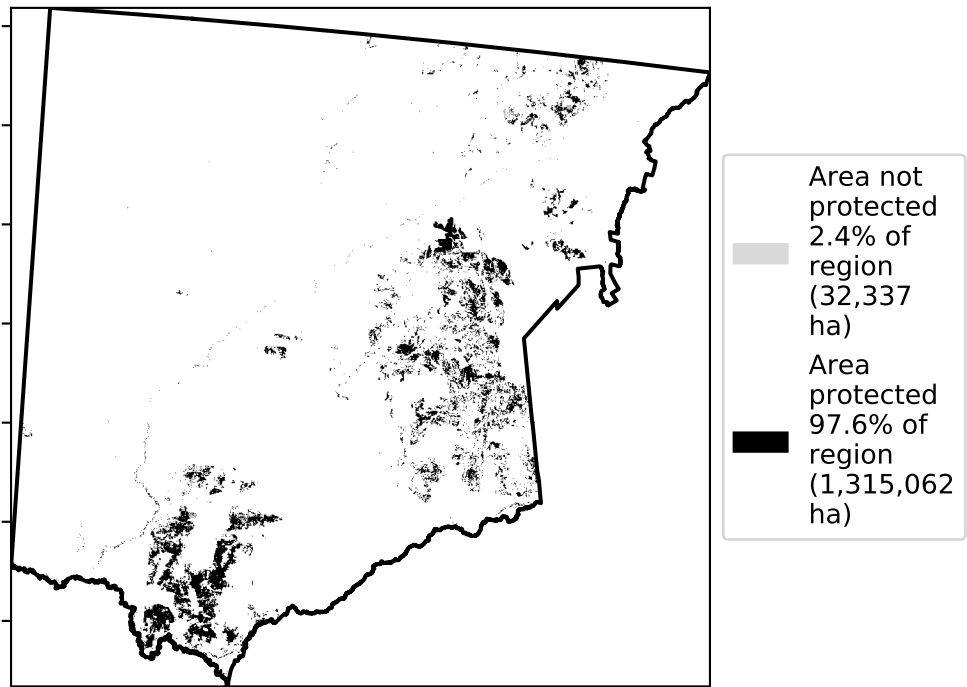 Area not
protected
2.4% of
region
(32,337
ha)
Area
protected
97.6% of
region
(1,315,062
ha)